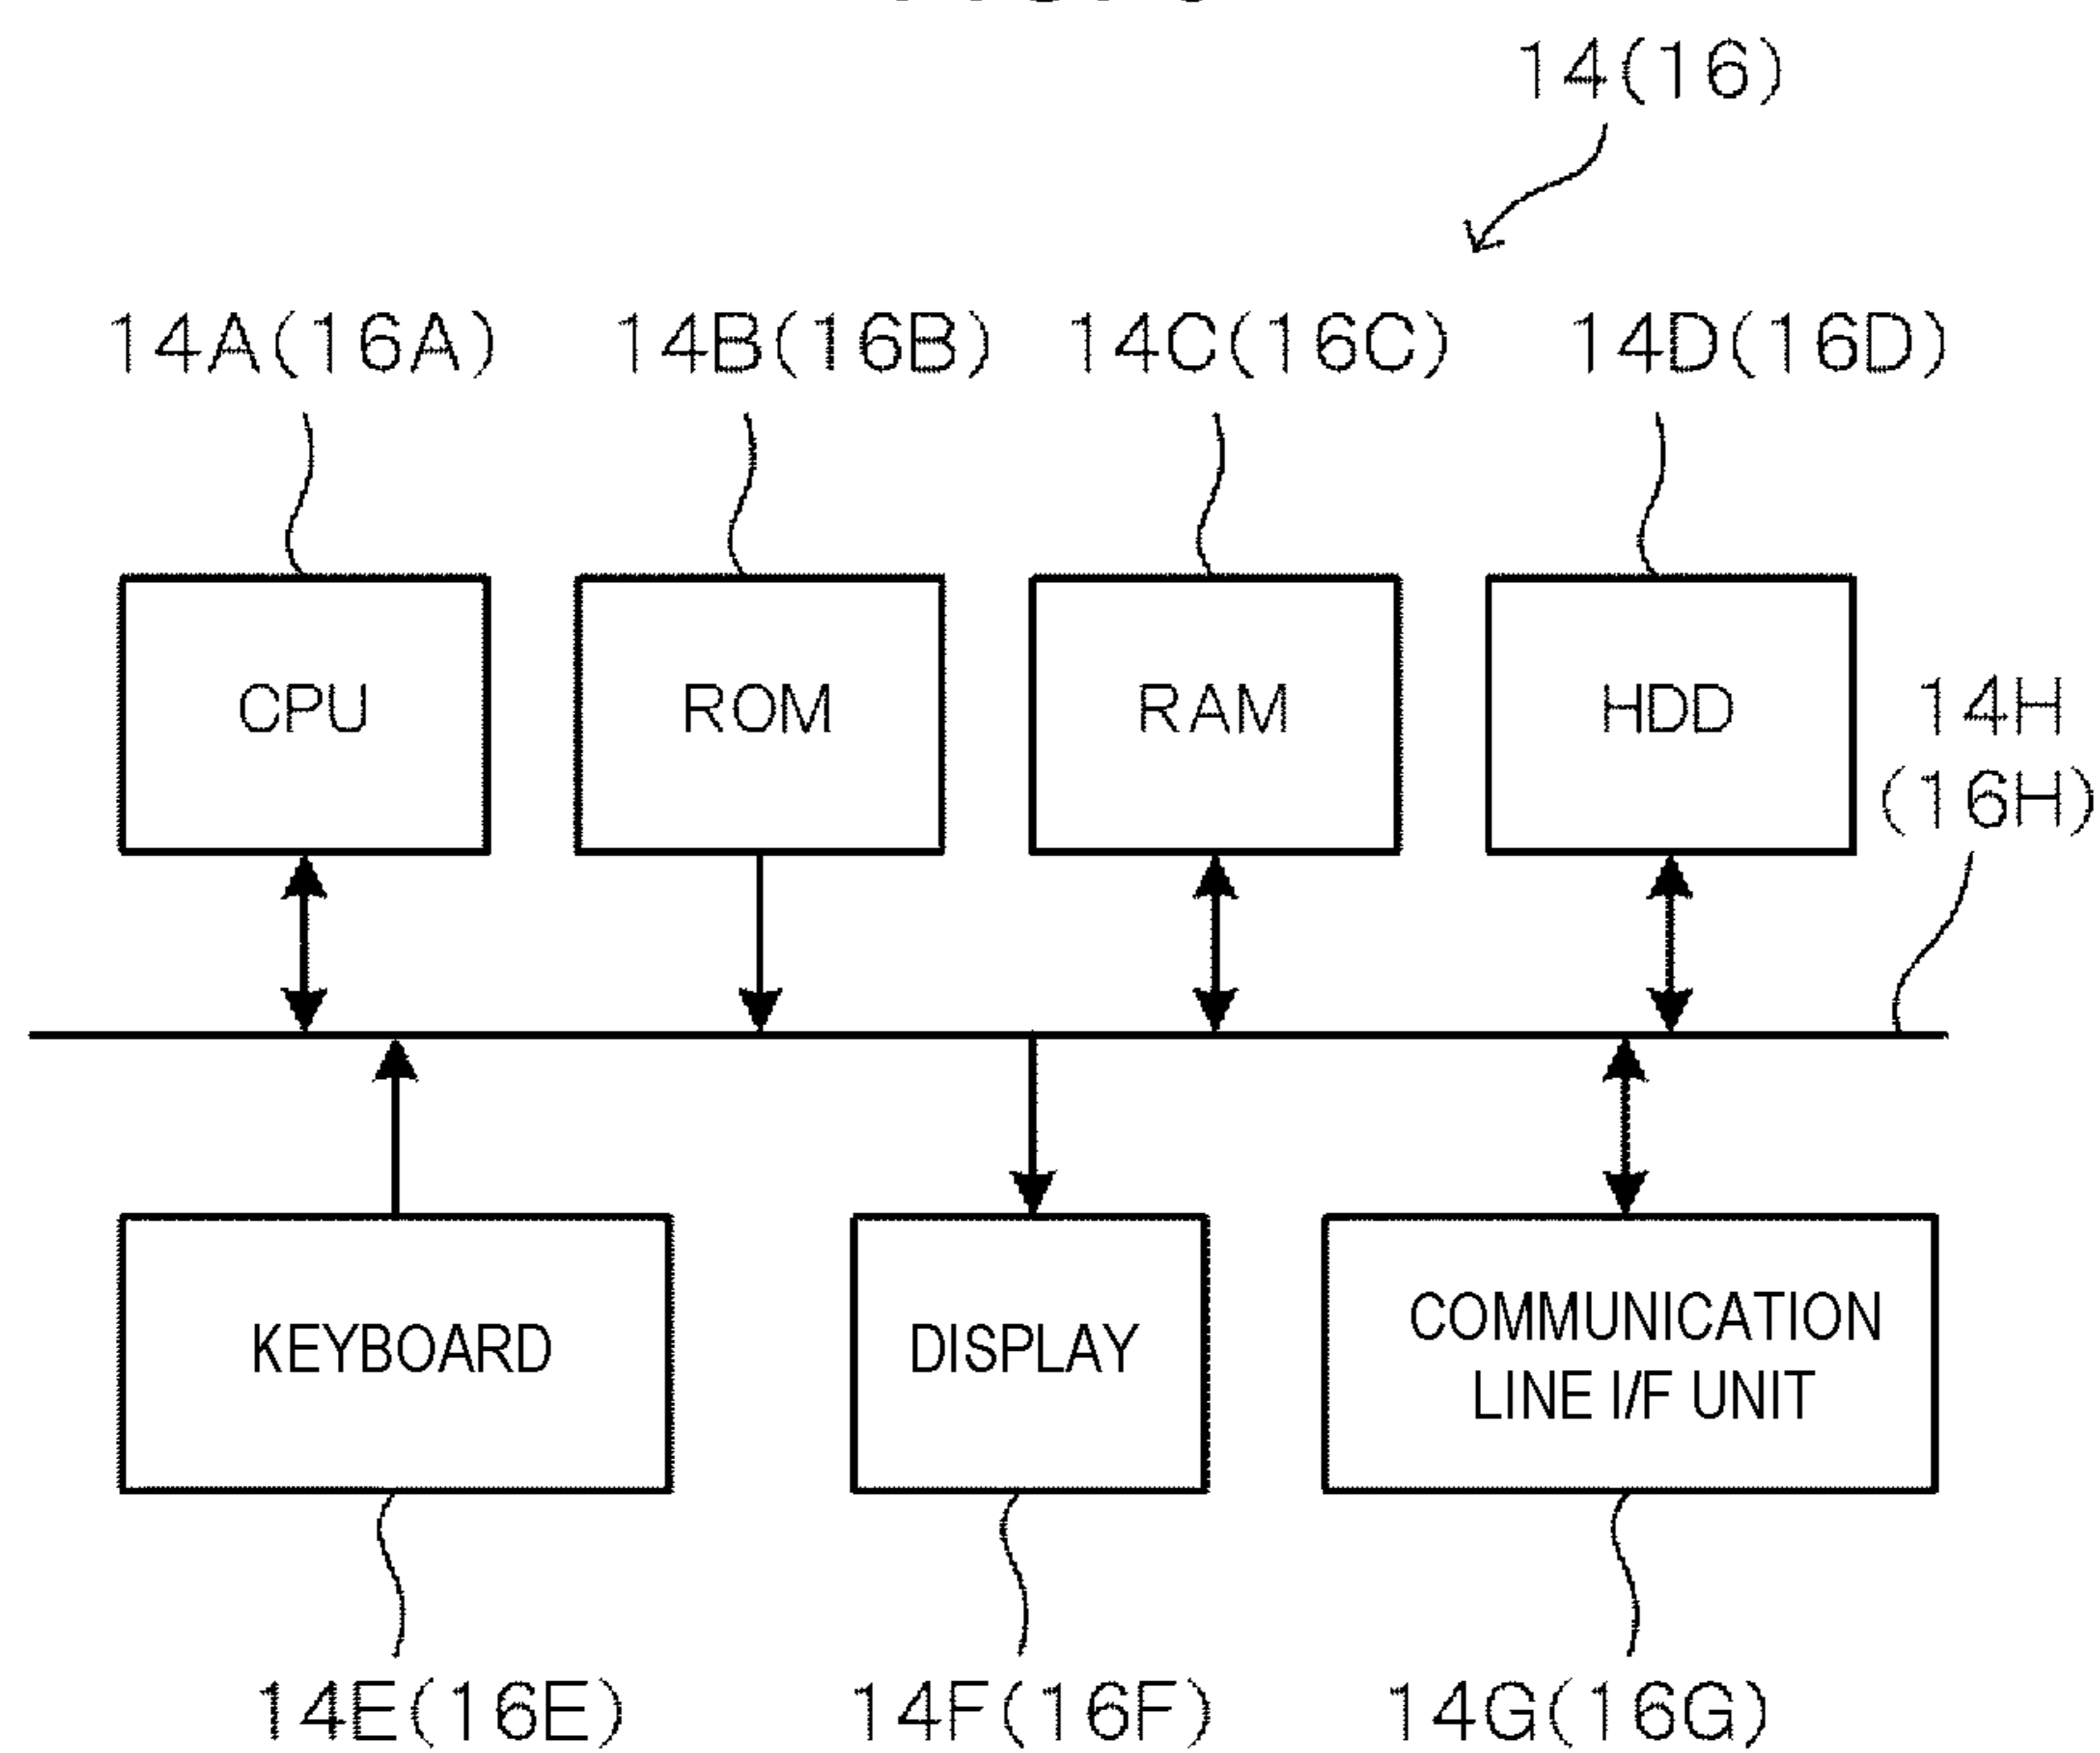 14(16)
14A(16A) 14B(16B) 14C(16C) 14D(16D)
CPU ROM RAM HDD
14H
(16H)
KEYBOARD DISPLAY COMMUNICATION
LINE I/F UNIT
14E(16E) 14F(16F) 14G(16G)